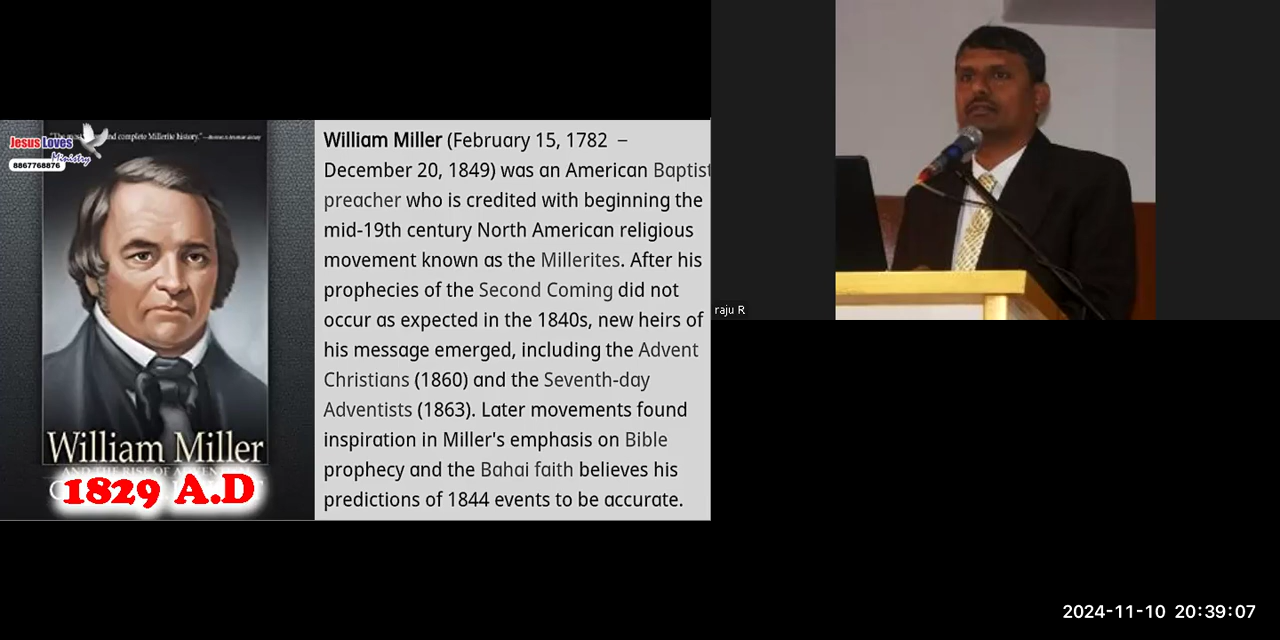 "The most
and complete Millerite history."
Jesus Loves
Ministry
8867768876
William Miller
1829 A.D
William Miller (February 15, 1782 –
December 20, 1849) was an American Baptist
preacher who is credited with beginning the
mid-19th century North American religious
movement known as the Millerites. After his
prophecies of the Second Coming did not
occur as expected in the 1840s, new heirs of
his message emerged, including the Advent
Christians (1860) and the Seventh-day
Adventists (1863). Later movements found
inspiration in Miller's emphasis on Bible
prophecy and the Bahai faith believes his
predictions of 1844 events to be accurate.
raju R
2024-11-10 20:39:07